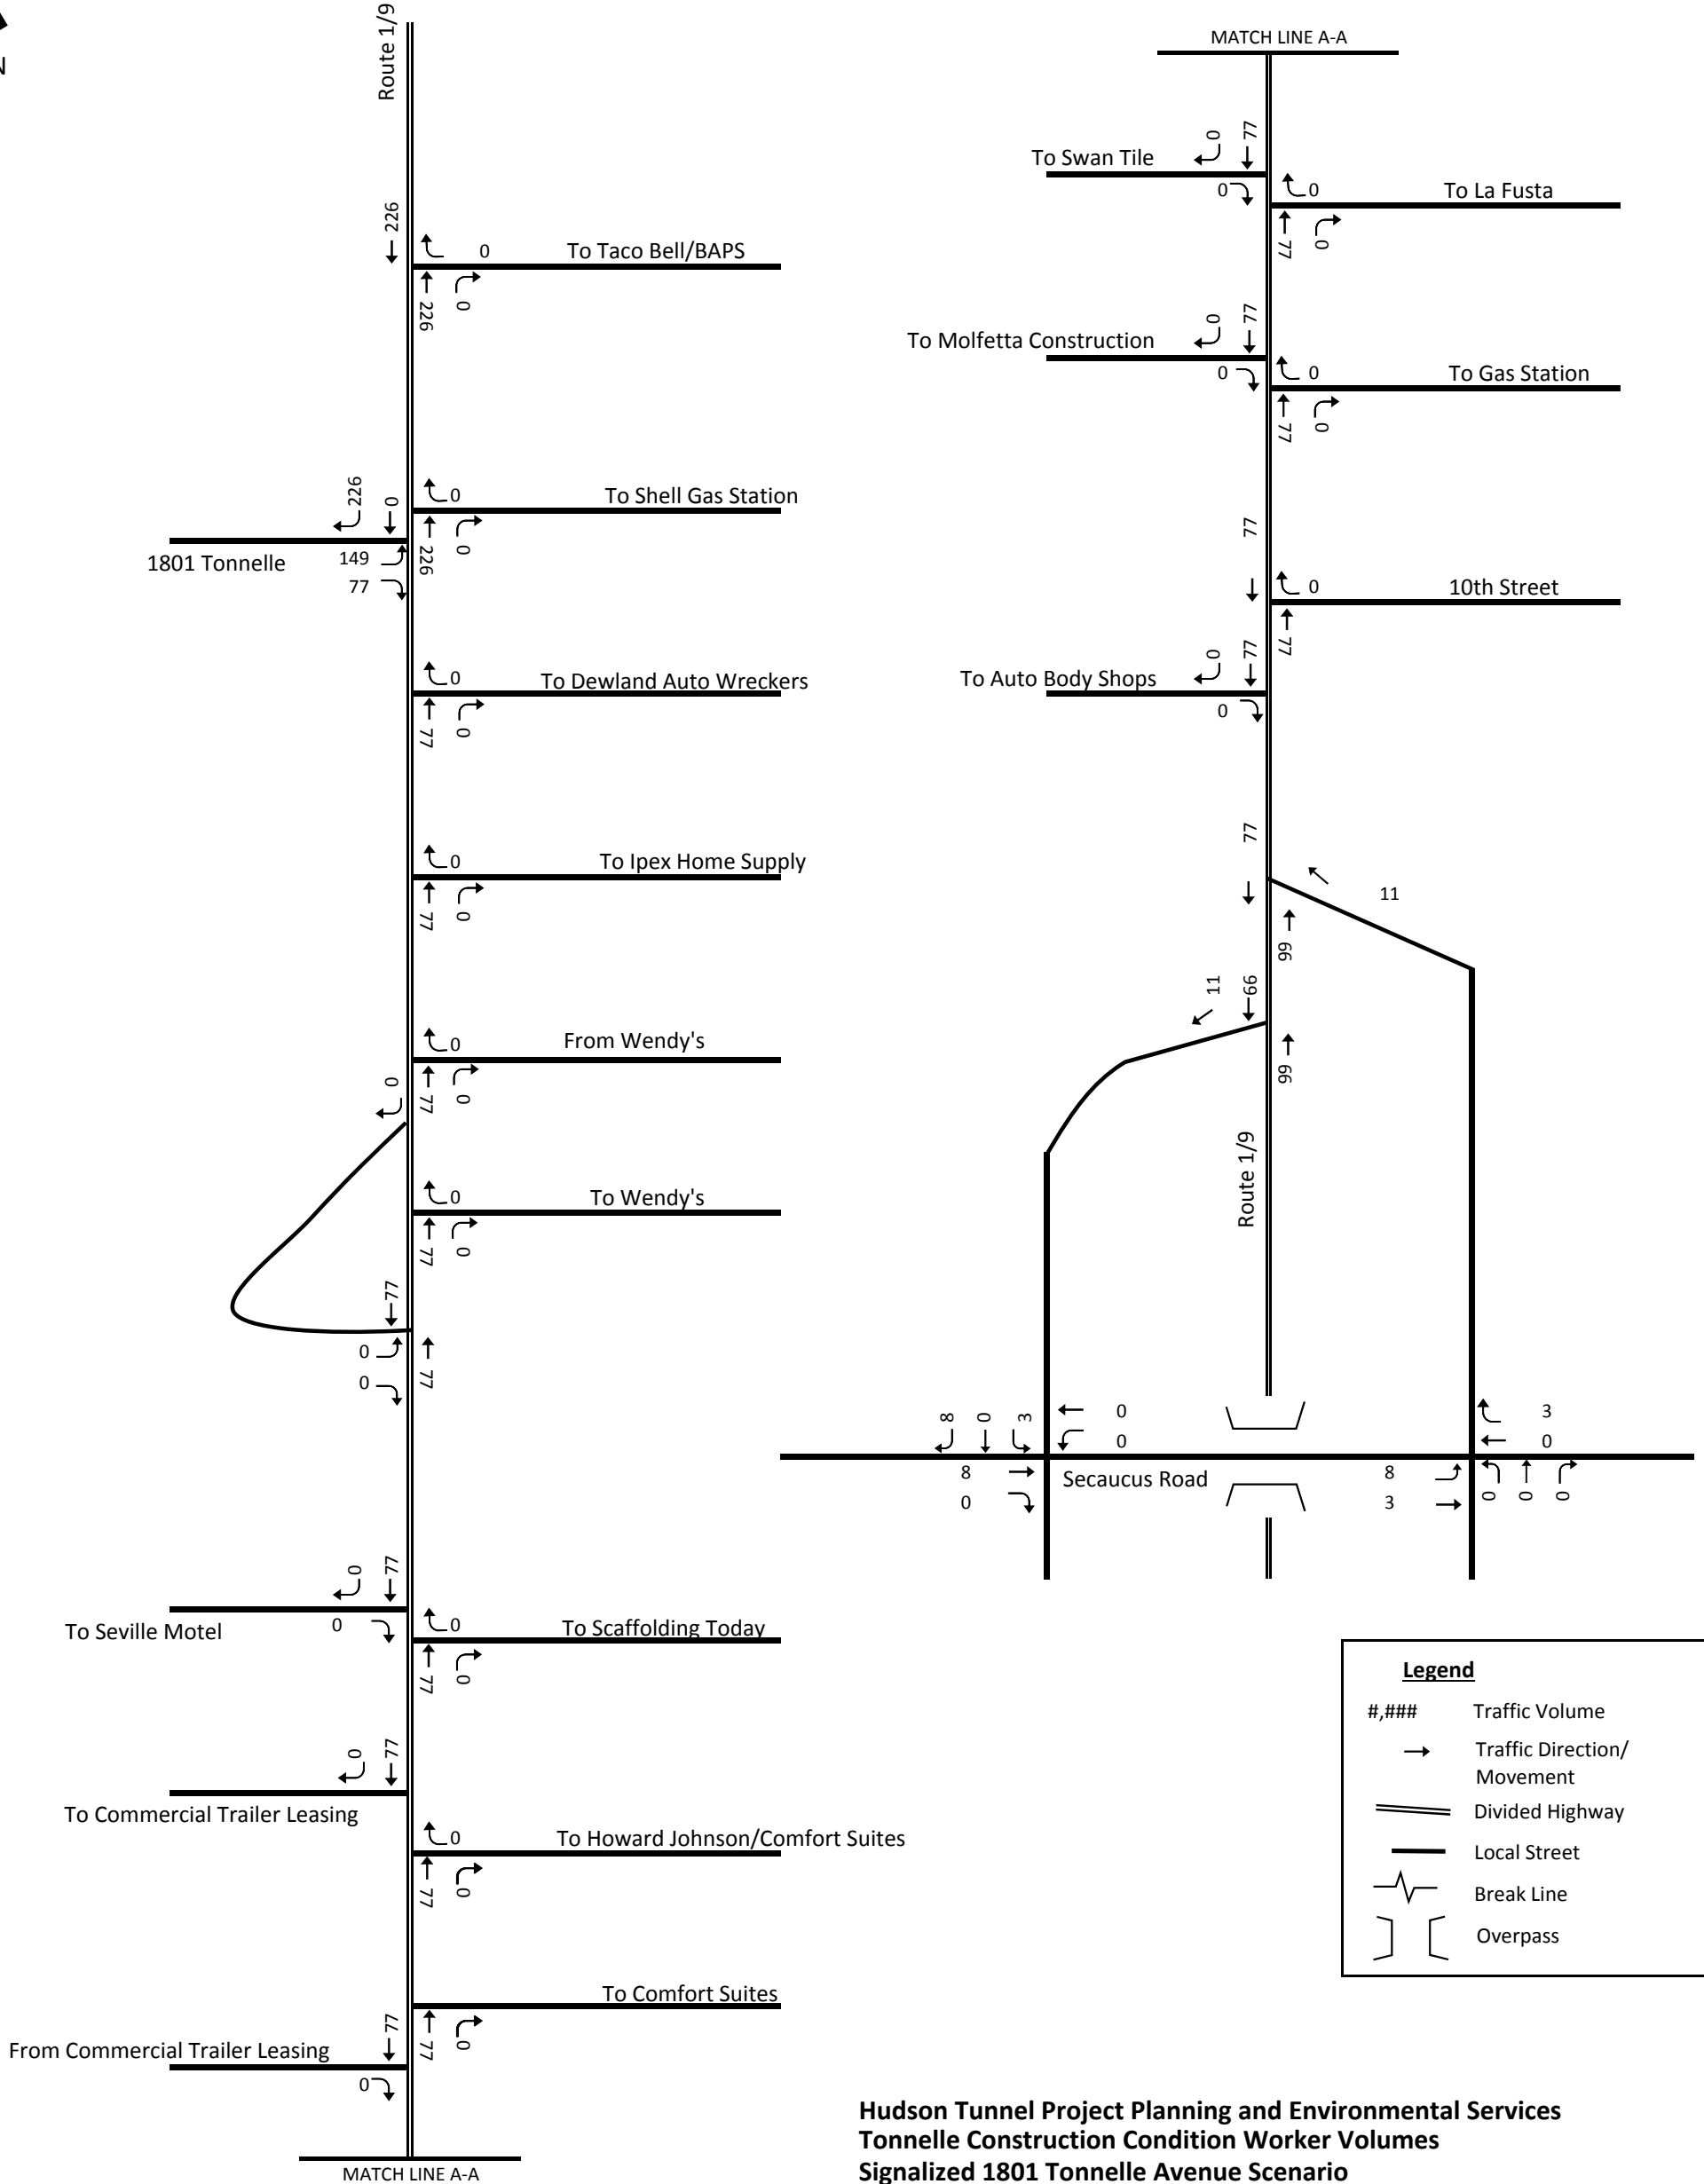 N
Route 1/9
226
0
To Taco Bell/BAPS
226
0
226
0
0
To Shell Gas Station
1801 Tonnelle
149
77
226
0
0
To Dewland Auto Wreckers
77
0
0
To Ipex Home Supply
77
0
0
From Wendy's
0
77
0
0
To Wendy's
77
0
77
0
0
77
0
77
To Seville Motel
0
0
To Scaffolding Today
77
0
0
77
To Commercial Trailer Leasing
0
To Howard Johnson/Comfort Suites
77
0
To Comfort Suites
77
77
0
From Commercial Trailer Leasing
0
MATCH LINE A-A
MATCH LINE A-A
0
77
To Swan Tile
0
0
To La Fusta
77
0
0
77
To Molfetta Construction
0
0
To Gas Station
77
0
77
0
10th Street
77
0
77
To Auto Body Shops
0
77
11
66
11
66
66
Route 1/9
8
0
3
0
0
8
0
Secaucus Road
8
3
3
0
0
0
0
Legend
#,###
Traffic Volume
Traffic Direction/
Movement
Divided Highway
Local Street
Break Line
Overpass
Hudson Tunnel Project Planning and Environmental Services
Tonnelle Construction Condition Worker Volumes
Signalized 1801 Tonnelle Avenue Scenario